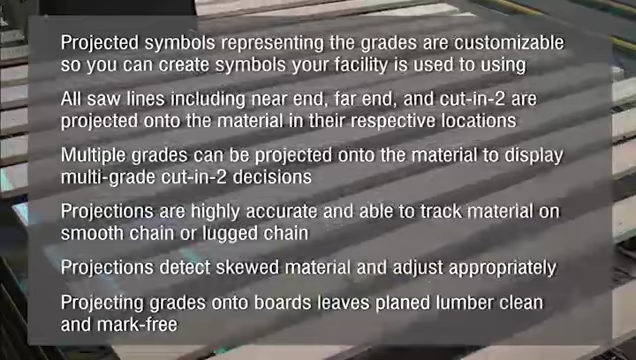 Projected symbols representing the grades are customizable
so you can create symbols your facility is used to using
All saw lines including near end, far end, and cut-in-2 are
projected onto the material in their respective locations
Multiple grades can be projected onto the material to display
multi-grade cut-in-2 decisions
Projections are highly accurate and able to track material on
smooth chain or lugged chain
Projections detect skewed material and adjust appropriately
Projecting grades onto boards leaves planed lumber clean
and mark-free